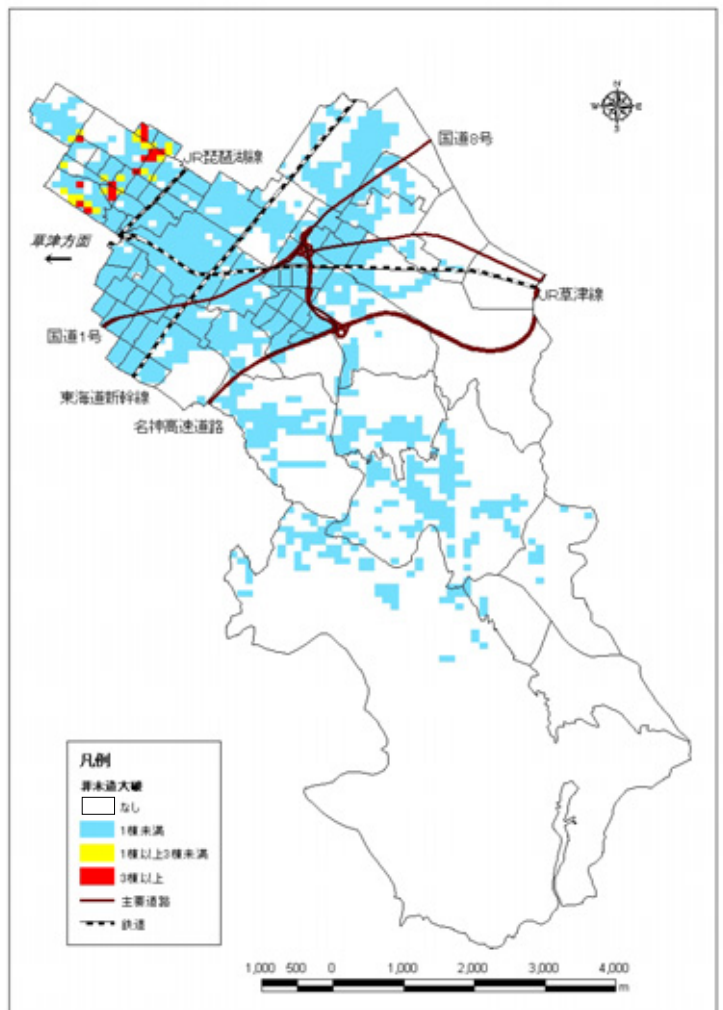 N
W E
S
国道8号
JR琵琶湖線
草津方面
JR草津線
国道1号
東海道新幹線
名神高速道路
凡例
非木造大破
なし
1棟未満
1棟以上3棟未満
3棟以上
主要道路
鉄道
1,000 500 0 1,000 2,000 3,000 4,000
m